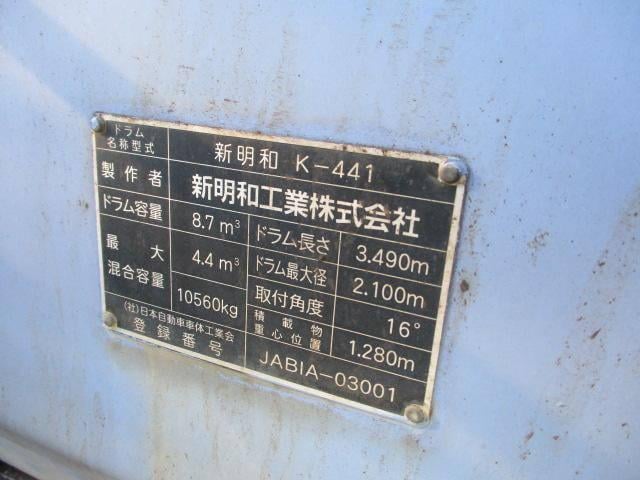 ドラム
名称型式
新明和 K-441
製作者
新明和工業株式会社
ドラム容量
8.7 m³
ドラム長さ
3.490m
最大
混合容量
4.4 m³
10560kg
ドラム最大径
2.100m
取付角度
16°
積載物
重心位置
1.280m
(社)日本自動車車体工業会
登録番号
JABIA-03001